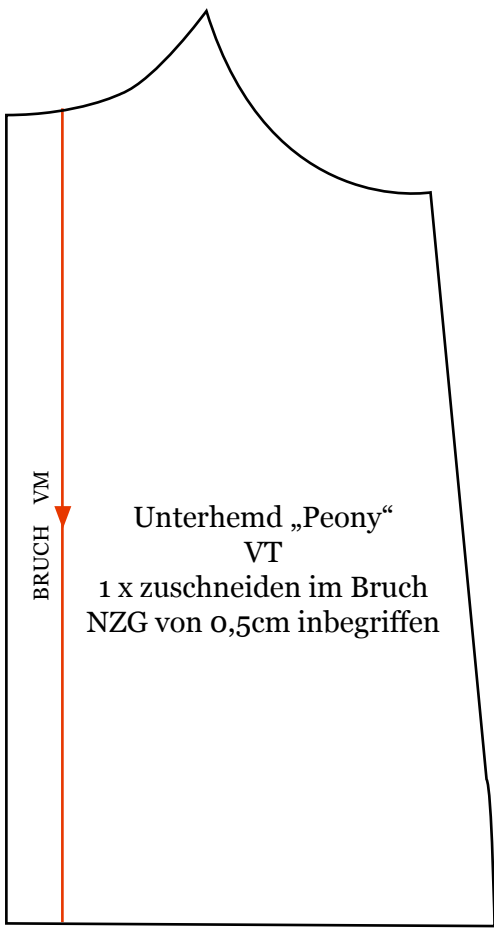 BRUCH VM
Unterhemd „Peony“
VT
1 x zuschneiden im Bruch
NZG von 0,5cm inbegriffen